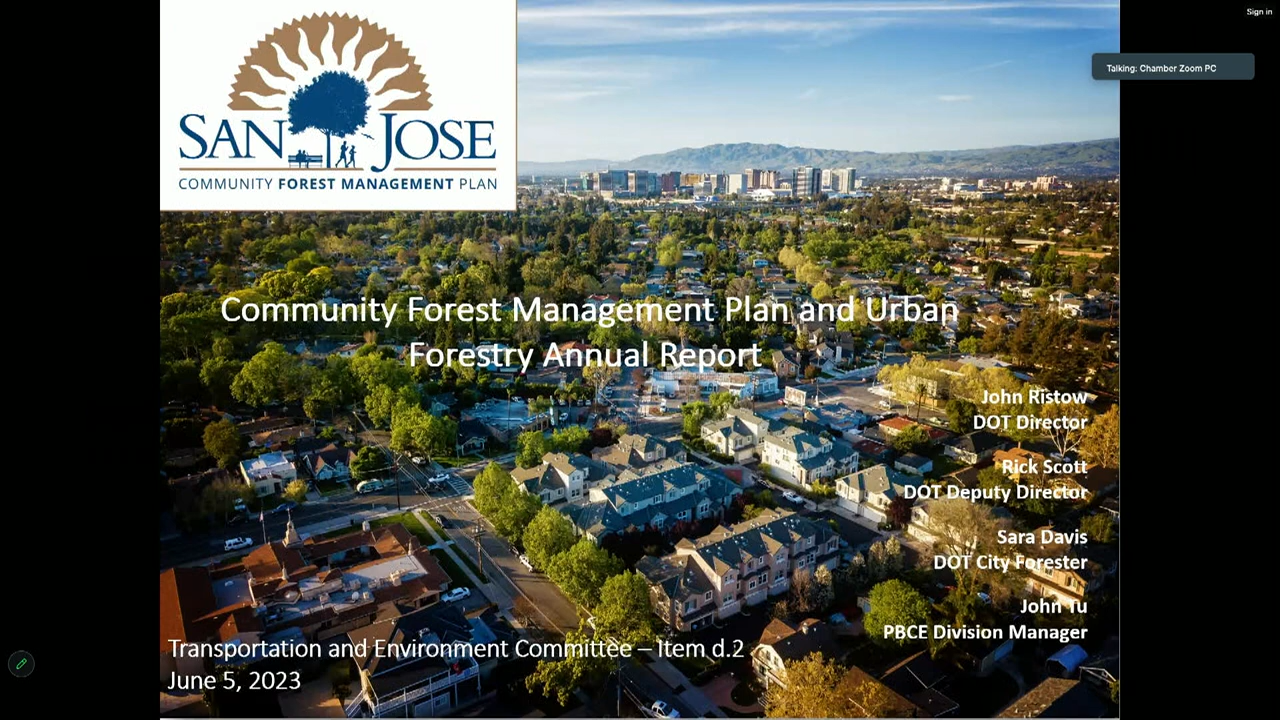 Sign in
Talking: Chamber Zoom PC
SAN JOSE
COMMUNITY FOREST MANAGEMENT PLAN
Community Forest Management Plan and Urban
Forestry Annual Report
John Ristow
DOT Director
Rick Scott
DOT Deputy Director
Sara Davis
DOT City Forester
John Tu
PBCE Division Manager
Transportation and Environment Committee – Item d.2
June 5, 2023